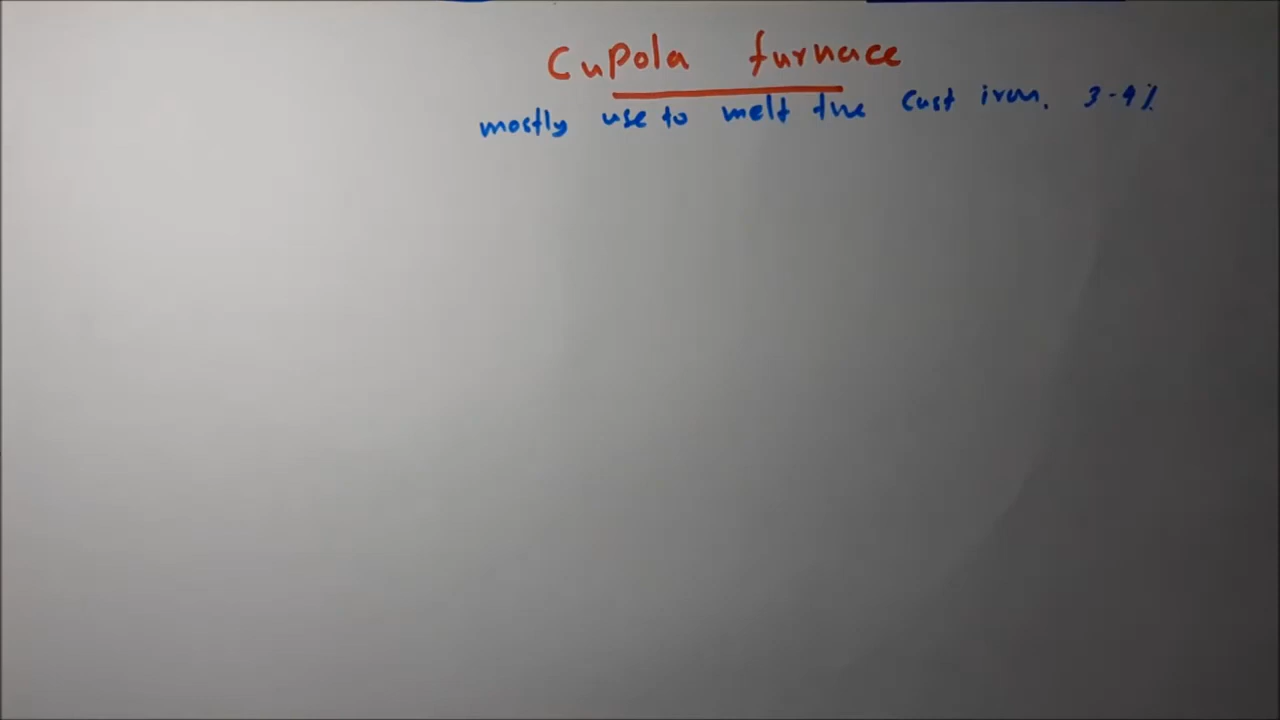 Cupola furnace
mostly use to melt the Cast iron. 3-4%